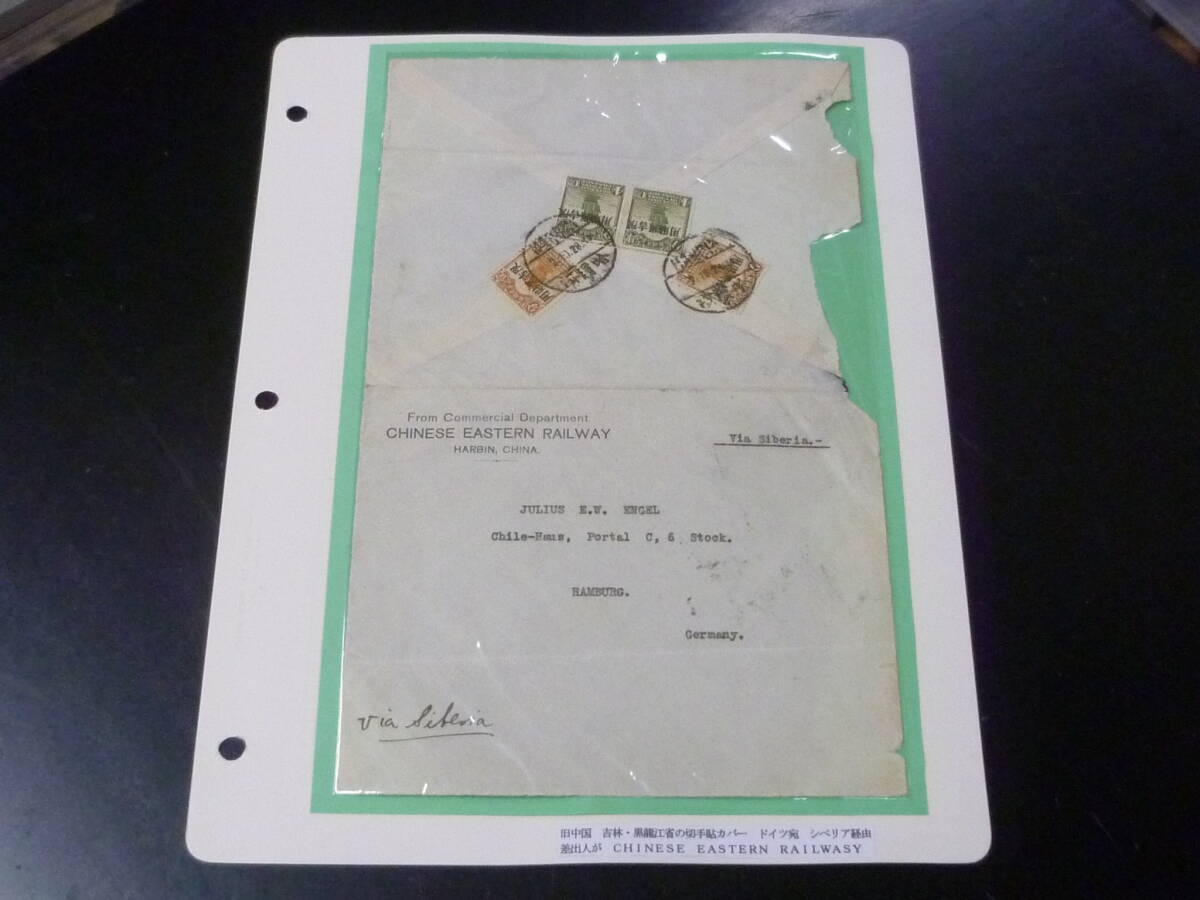 From Commercial Department
CHINESE EASTERN RAILWAY
HARBIN, CHINA.
Via Siberia.-
JULIUS E.W. ENGEL
Chile-Haus, Portal C, 6 Stock.
HAMBURG.
Germany.
via Siberia
旧中国 吉林・黒龍江省の切手貼カバー ドイツ宛 シベリア経由
差出人が CHINESE EASTERN RAILWASY